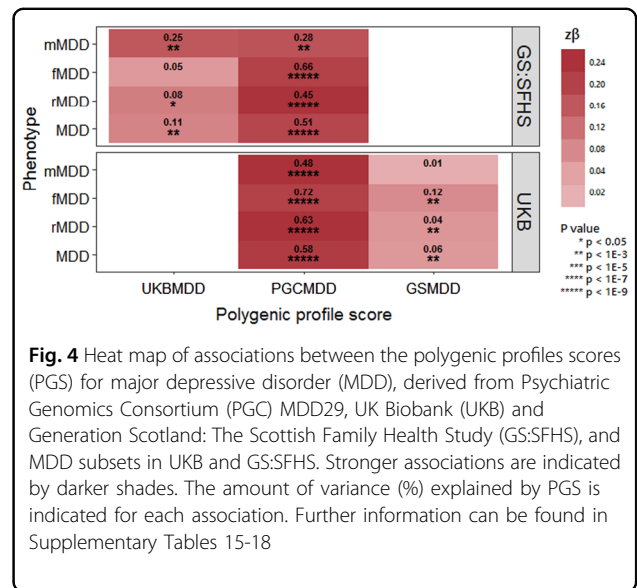 zβ
mMDD
0.25
**
0.28
**
fMDD
0.05
0.66
*****
rMDD
0.08
*
0.45
*****
MDD
0.11
**
0.51
*****
GS:SFHS
0.24
0.20
0.16
0.12
0.08
0.04
0.02
Phenotype
mMDD
0.48
*****
0.01
fMDD
0.72
*****
0.12
**
rMDD
0.63
*****
0.04
**
MDD
0.58
*****
0.06
**
UKB
P value
* p < 0.05
** p < 1E-3
*** p < 1E-5
**** p < 1E-7
***** p < 1E-9
UKBMDD PGCMDD GSMDD
Polygenic profile score
Fig. 4 Heat map of associations between the polygenic profiles scores
(PGS) for major depressive disorder (MDD), derived from Psychiatric
Genomics Consortium (PGC) MDD29, UK Biobank (UKB) and
Generation Scotland: The Scottish Family Health Study (GS:SFHS), and
MDD subsets in UKB and GS:SFHS. Stronger associations are indicated
by darker shades. The amount of variance (%) explained by PGS is
indicated for each association. Further information can be found in
Supplementary Tables 15-18